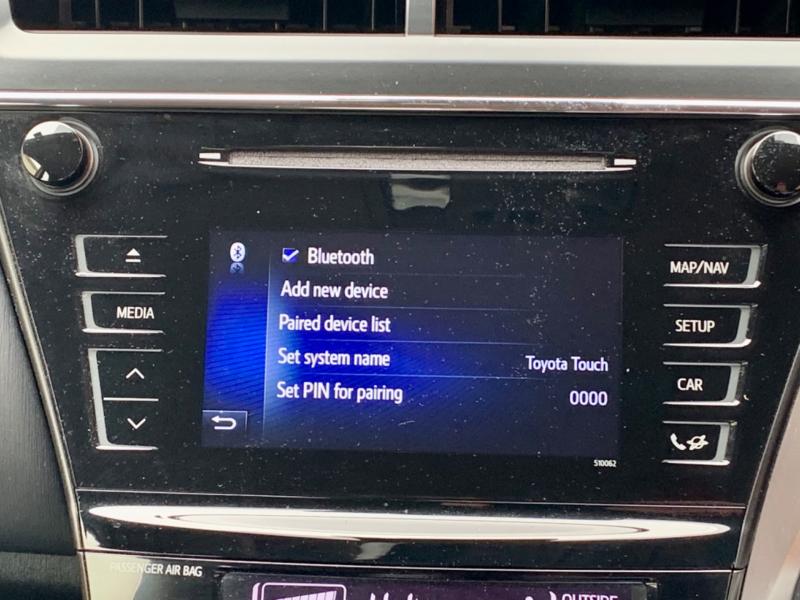 Bluetooth
MAP/NAV
Add new device
MEDIA
Paired device list
SETUP
Set system name Toyota Touch
CAR
Set PIN for pairing 0000
510062
PASSENGER AIR BAG
OUTSIDE